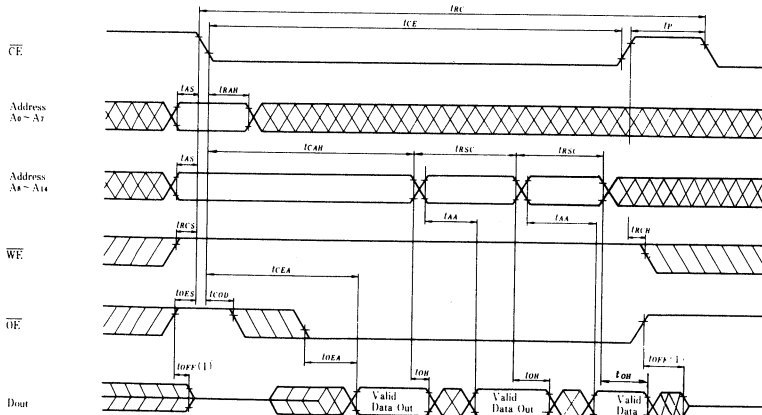 tRC
tCE
tP
CE
tAS
tRAH
Address
A0 ~ A7
tCAH
tRSC
tRSC
tAS
Address
A8 ~ A14
tAA
tAA
tRCS
tRCH
WE
tCEA
tOES
tCOD
OE
tOEA
tOFF(1)
tOH
tOH
tOH
tOFF(1)
Dout
Valid
Data Out
Valid
Data Out
Valid
Data